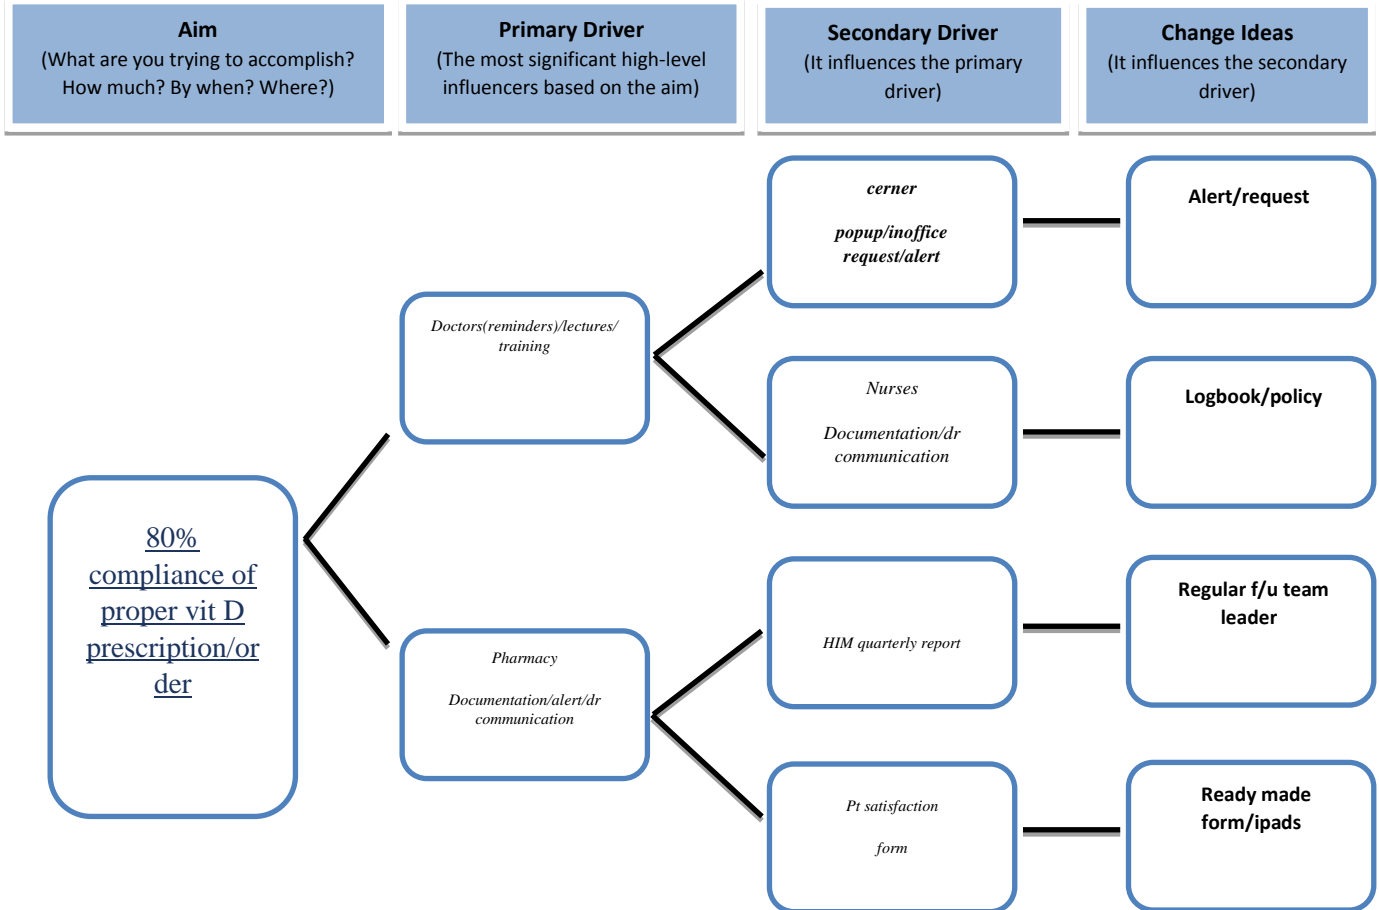 Aim
(What are you trying to accomplish?
How much? By when? Where?)
Primary Driver
(The most significant high-level
influencers based on the aim)
Secondary Driver
(It influences the primary
driver)
Change Ideas
(It influences the secondary
driver)
80%
compliance of
proper vit D
prescription/or
der
Doctors(reminders)/lectures/
training
Pharmacy
Documentation/alert/dr
communication
cerner
popup/inoffice
request/alert
Nurses
Documentation/dr
communication
HIM quarterly report
Pt satisfaction
form
Alert/request
Logbook/policy
Regular f/u team
leader
Ready made
form/ipads